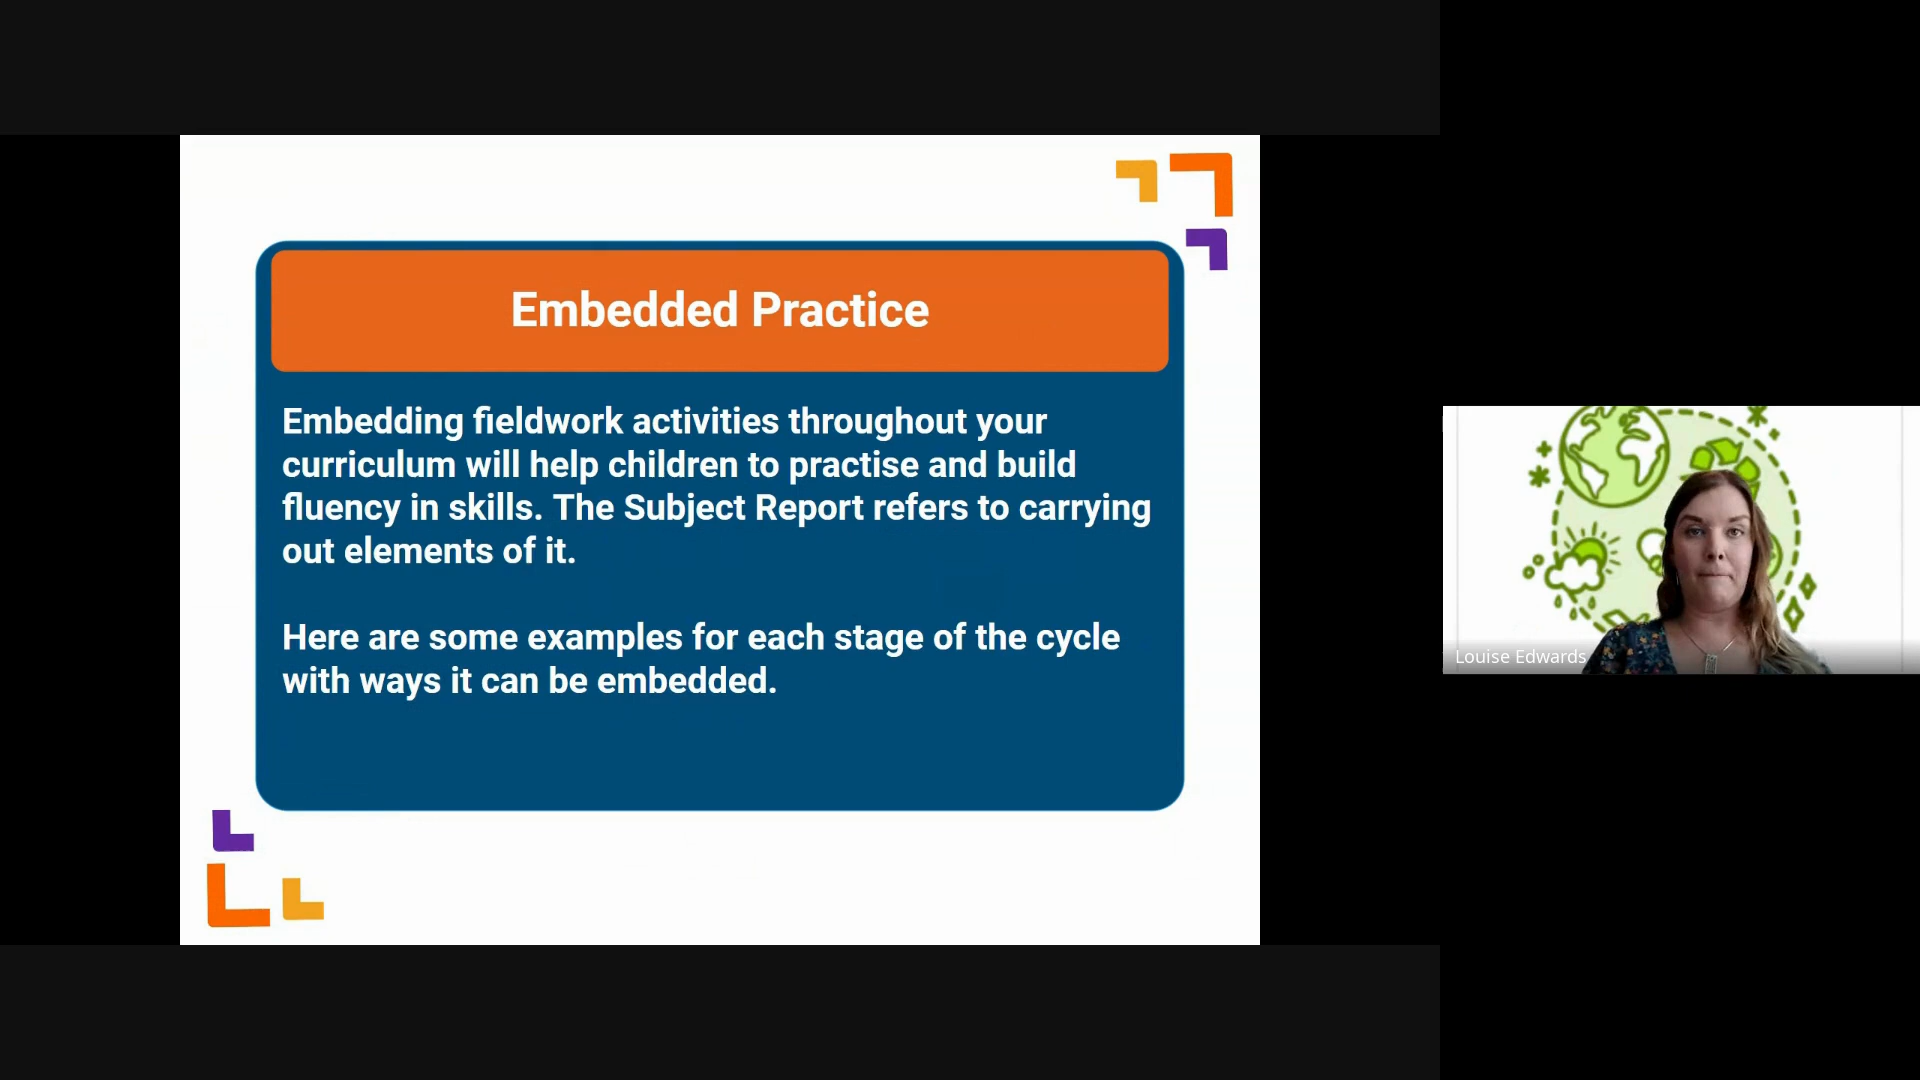 Embedded Practice
Embedding fieldwork activities throughout your
curriculum will help children to practise and build
fluency in skills. The Subject Report refers to carrying
out elements of it.
Here are some examples for each stage of the cycle
with ways it can be embedded.
Louise Edwards